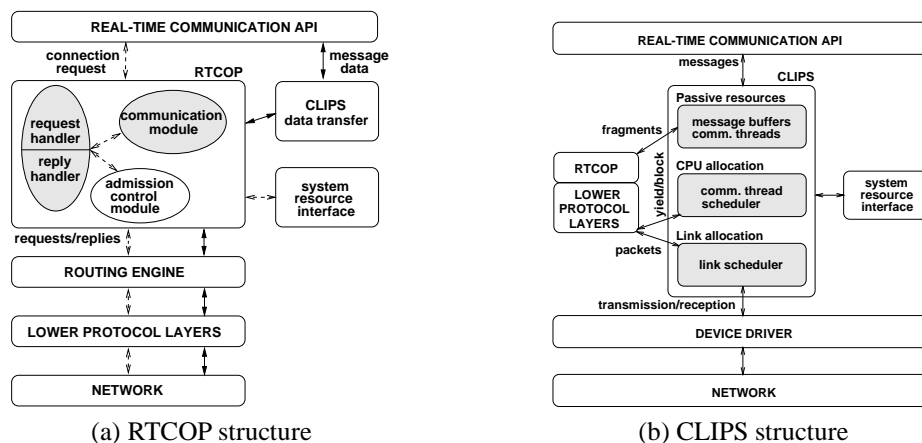 REAL-TIME COMMUNICATION API
connection
request
RTCOP
message
data
request
handler
reply
handler
communication
module
admission
control
module
CLIPS
data transfer
system
resource
interface
requests/replies
ROUTING ENGINE
LOWER PROTOCOL LAYERS
NETWORK
(a) RTCOP structure
REAL-TIME COMMUNICATION API
messages
CLIPS
Passive resources
message buffers
comm. threads
fragments
RTCOP
LOWER
PROTOCOL
LAYERS
yield/block
CPU allocation
comm. thread
scheduler
system
resource
interface
Link allocation
packets
link scheduler
transmission/reception
DEVICE DRIVER
NETWORK
(b) CLIPS structure